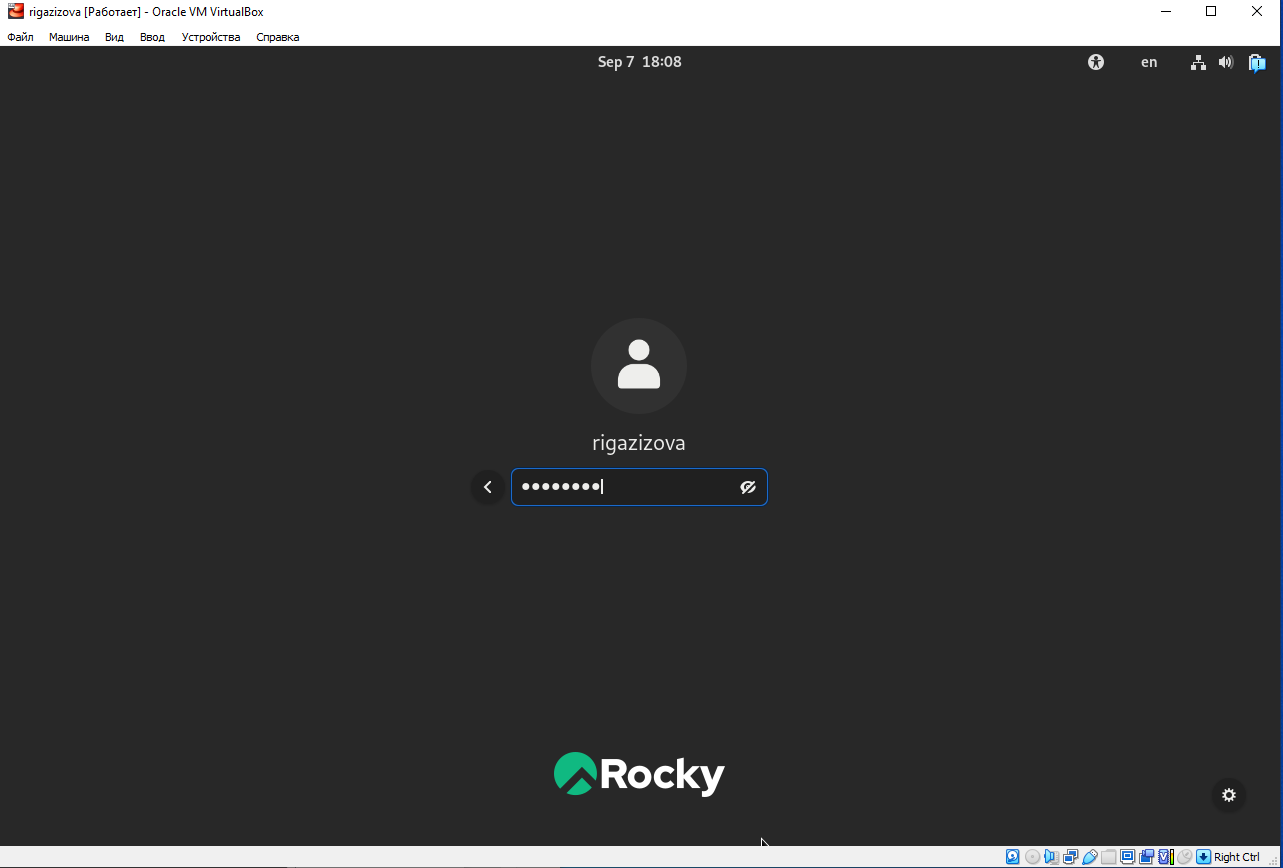 rigazizova [Работает] - Oracle VM VirtualBox
Файл Машина Вид Ввод Устройства Справка
Sep 7 18:08
en
rigazizova
Rocky
Right Ctrl